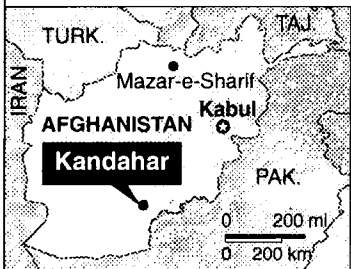 TAJ.
TURK.
Mazar-e-Sharif
IRAN
Kabul
AFGHANISTAN
Kandahar
PAK.
0 200 mi
0 200 km